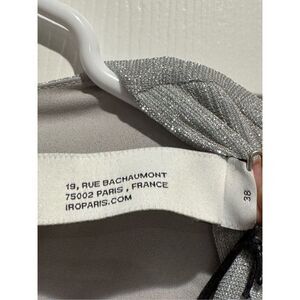 19, RUE BACHAUMONT
75002 PARIS , FRANCE
IROPARIS.COM
38